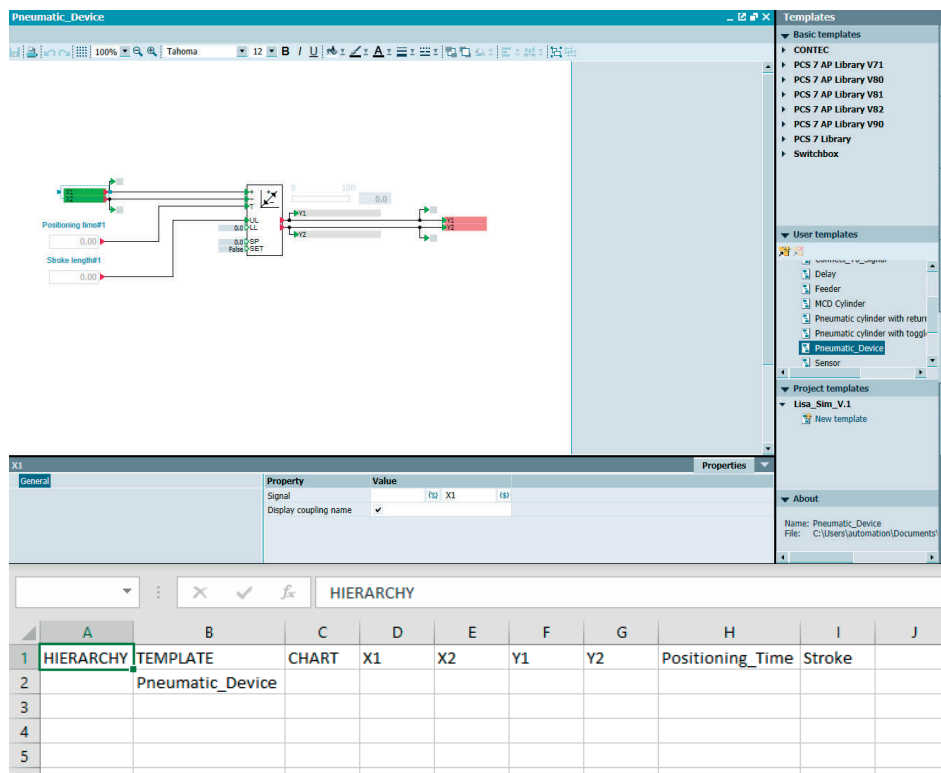 Pneumatic_Device
Templates
100%
Tahoma
12
B I U
A
Basic templates
CONTEC
PCS 7 AP Library V71
PCS 7 AP Library V80
PCS 7 AP Library V81
PCS 7 AP Library V82
PCS 7 AP Library V90
PCS 7 Library
Switchbox
X1
X2
Positioning time#1
0.00
Stroke length#1
0.00
T
UL
0.0 LL
0.0 SP
False SET
0 100
0.0
Y1
Y2
Y1
Y2
User templates
Delay
Feeder
MCD Cylinder
Pneumatic cylinder with return
Pneumatic cylinder with toggl
Pneumatic_Device
Sensor
Project templates
Lisa_Sim_V.1
New template
X1
Properties
General
Property Value
Signal X1
Display coupling name
About
Name: Pneumatic_Device
File: C:\Users\automation\Documents\
fx HIERARCHY
A B C D E F G H I J
1 HIERARCHY TEMPLATE CHART X1 X2 Y1 Y2 Positioning_Time Stroke
2 Pneumatic_Device
3
4
5